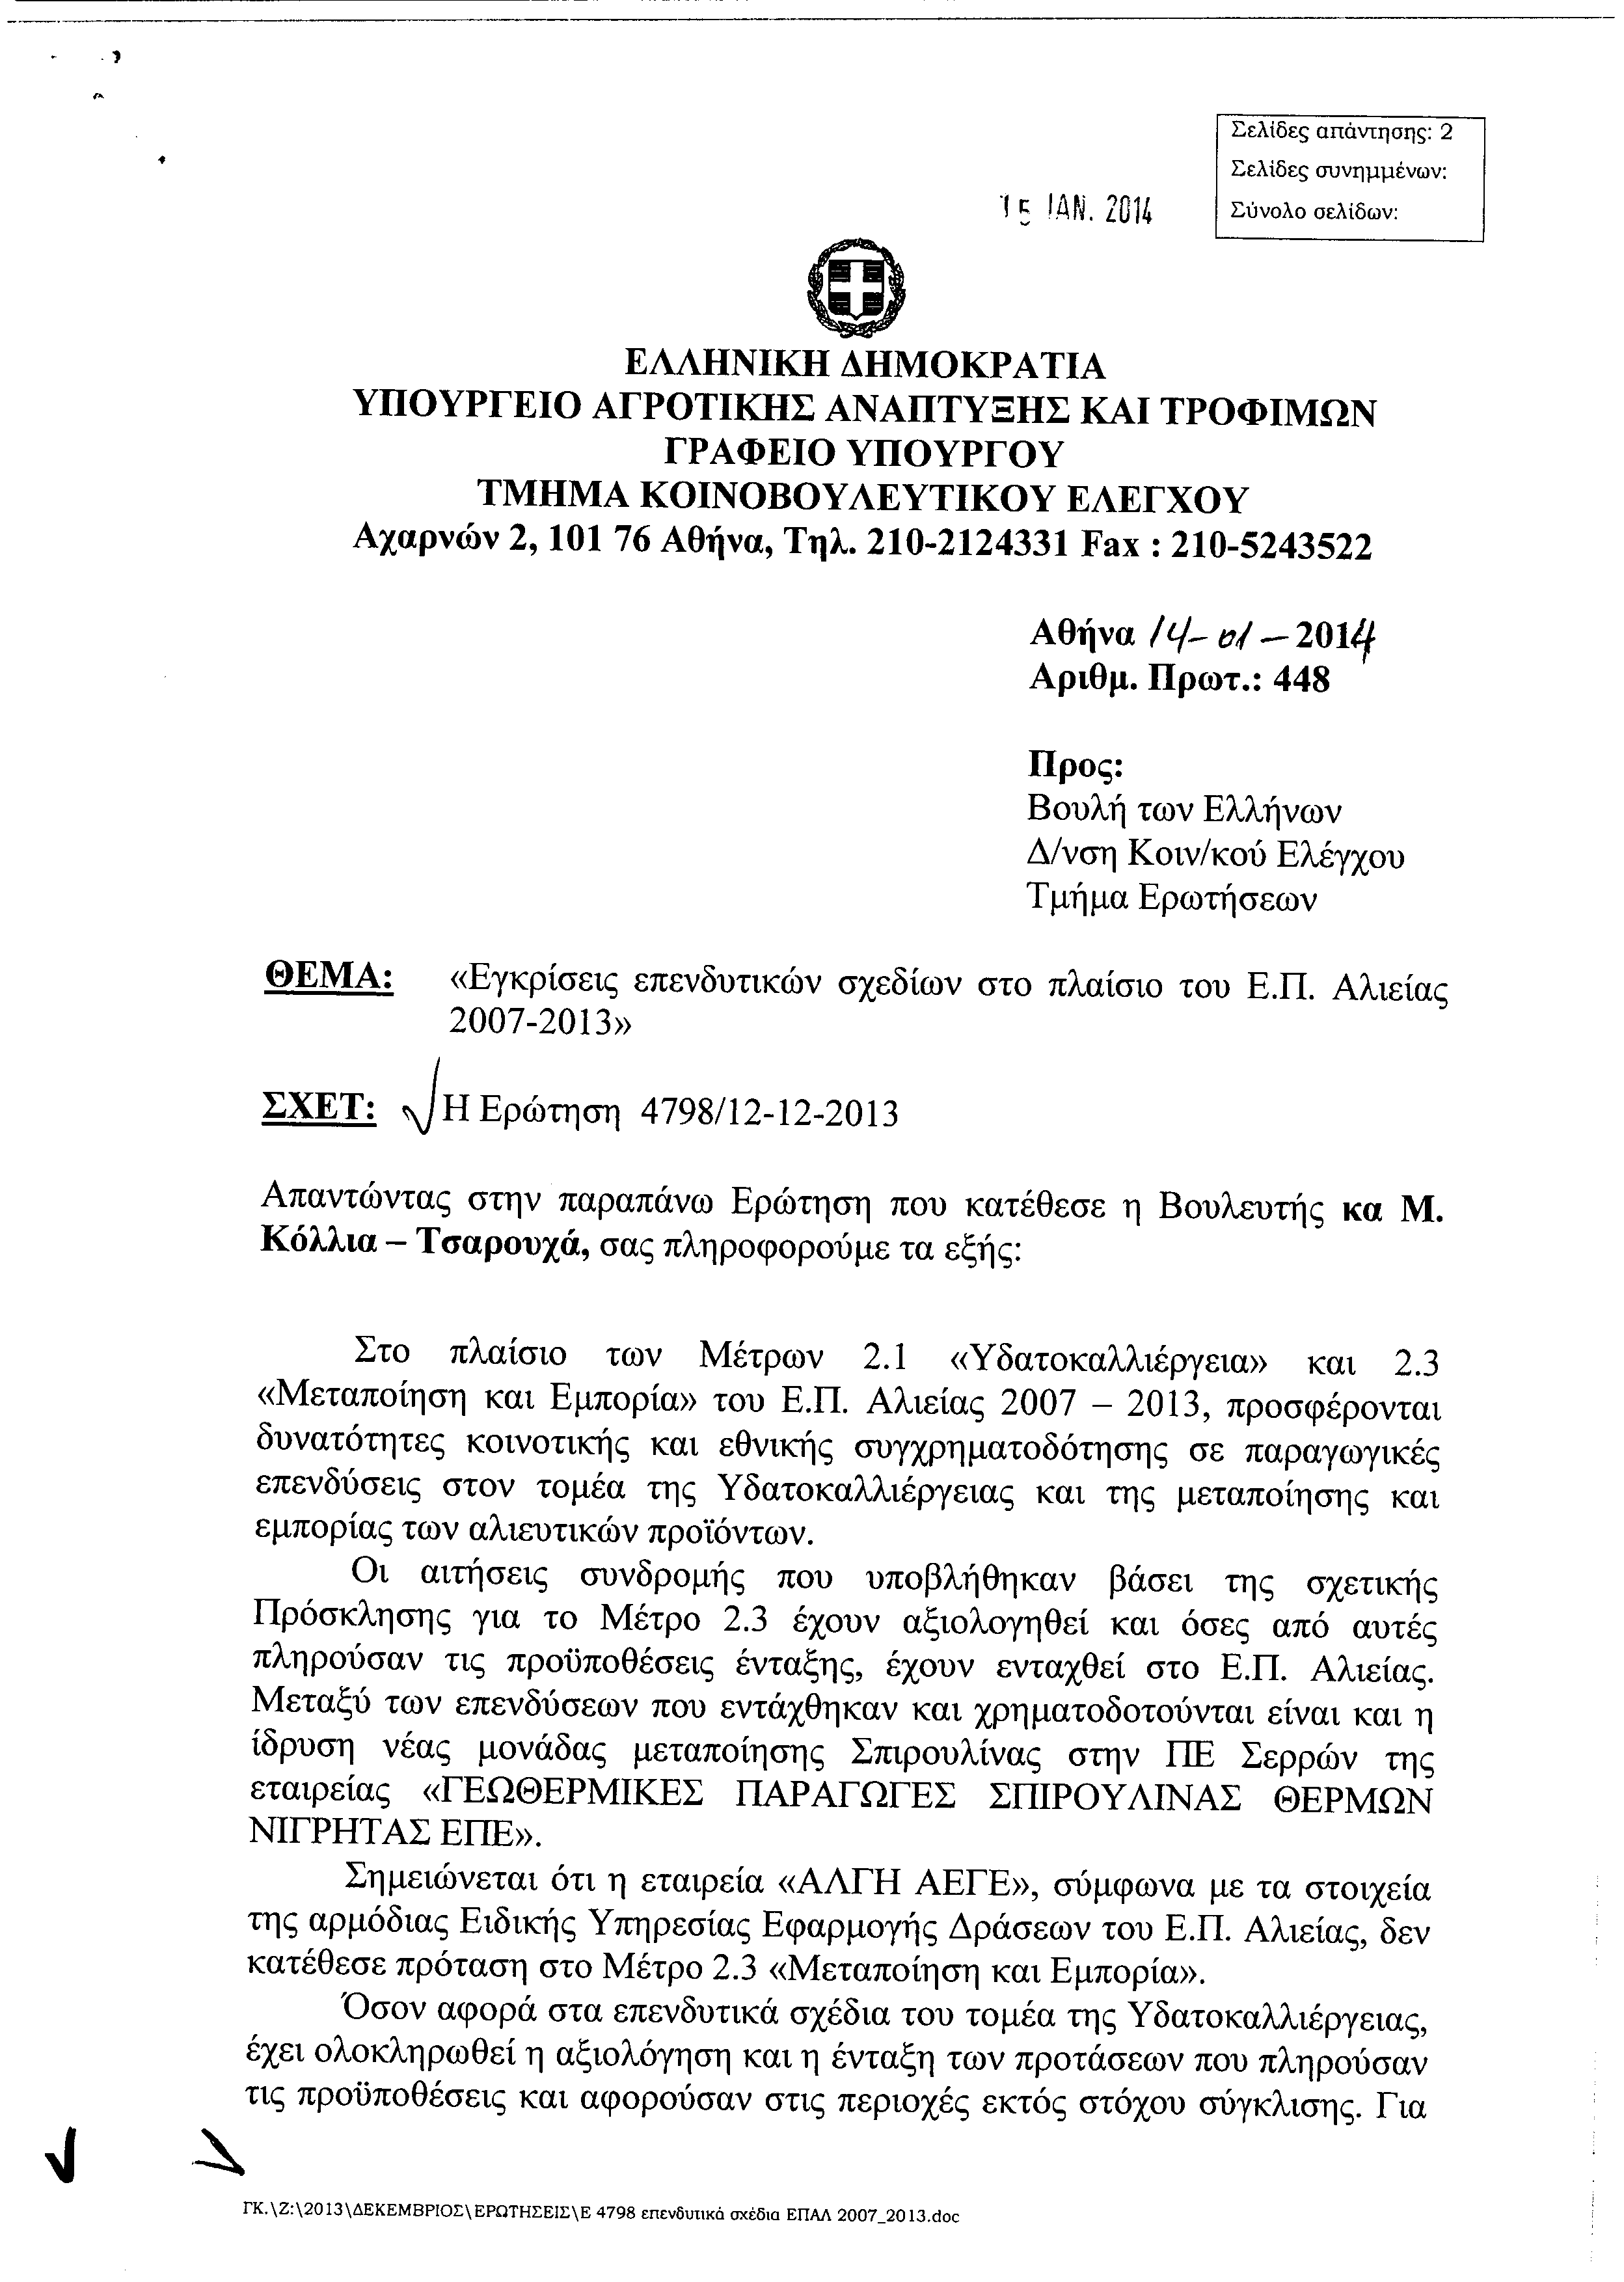 Σελίδες απάντησης: 2
Σελίδες συνημμένων:
Σύνολο σελίδων:
15 ΙΑΝ. 2014
ΕΛΛΗΝΙΚΗ ΔΗΜΟΚΡΑΤΙΑ
ΥΠΟΥΡΓΕΙΟ ΑΓΡΟΤΙΚΗΣ ΑΝΑΠΤΥΞΗΣ ΚΑΙ ΤΡΟΦΙΜΩΝ
ΓΡΑΦΕΙΟ ΥΠΟΥΡΓΟΥ
ΤΜΗΜΑ ΚΟΙΝΟΒΟΥΛΕΥΤΙΚΟΥ ΕΛΕΓΧΟΥ
Αχαρνών 2, 101 76 Αθήνα, Τηλ. 210-2124331 Fax : 210-5243522
Αθήνα 14-01-2014
Αριθμ. Πρωτ.: 448
Προς:
Βουλή των Ελλήνων
Δ/νση Κοιν/κού Ελέγχου
Τμήμα Ερωτήσεων
ΘΕΜΑ: «Εγκρίσεις επενδυτικών σχεδίων στο πλαίσιο του Ε.Π. Αλιείας
2007-2013»
ΣΧΕΤ: √ Η Ερώτηση 4798/12-12-2013
Απαντώντας στην παραπάνω Ερώτηση που κατέθεσε η Βουλευτής κα Μ.
Κόλλια – Τσαρουχά, σας πληροφορούμε τα εξής:
Στο πλαίσιο των Μέτρων 2.1 «Υδατοκαλλιέργεια» και 2.3
«Μεταποίηση και Εμπορία» του Ε.Π. Αλιείας 2007 – 2013, προσφέρονται
δυνατότητες κοινοτικής και εθνικής συγχρηματοδότησης σε παραγωγικές
επενδύσεις στον τομέα της Υδατοκαλλιέργειας και της μεταποίησης και
εμπορίας των αλιευτικών προϊόντων.
Οι αιτήσεις συνδρομής που υποβλήθηκαν βάσει της σχετικής
Πρόσκλησης για το Μέτρο 2.3 έχουν αξιολογηθεί και όσες από αυτές
πληρούσαν τις προϋποθέσεις ένταξης, έχουν ενταχθεί στο Ε.Π. Αλιείας.
Μεταξύ των επενδύσεων που εντάχθηκαν και χρηματοδοτούνται είναι και η
ίδρυση νέας μονάδας μεταποίησης Σπιρουλίνας στην ΠΕ Σερρών της
εταιρείας «ΓΕΩΘΕΡΜΙΚΕΣ ΠΑΡΑΓΩΓΕΣ ΣΠΙΡΟΥΛΙΝΑΣ ΘΕΡΜΩΝ
ΝΙΓΡΗΤΑΣ ΕΠΕ».
Σημειώνεται ότι η εταιρεία «ΑΛΓΗ ΑΕΓΕ», σύμφωνα με τα στοιχεία
της αρμόδιας Ειδικής Υπηρεσίας Εφαρμογής Δράσεων του Ε.Π. Αλιείας, δεν
κατέθεσε πρόταση στο Μέτρο 2.3 «Μεταποίηση και Εμπορία».
Όσον αφορά στα επενδυτικά σχέδια του τομέα της Υδατοκαλλιέργειας,
έχει ολοκληρωθεί η αξιολόγηση και η ένταξη των προτάσεων που πληρούσαν
τις προϋποθέσεις και αφορούσαν στις περιοχές εκτός στόχου σύγκλισης. Για
ΓΚ.\Z:\2013\ΔΕΚΕΜΒΡΙΟΣ\ΕΡΩΤΗΣΕΙΣ\Ε 4798 επενδυτικά σχέδια ΕΠΑΛ 2007_2013.doc